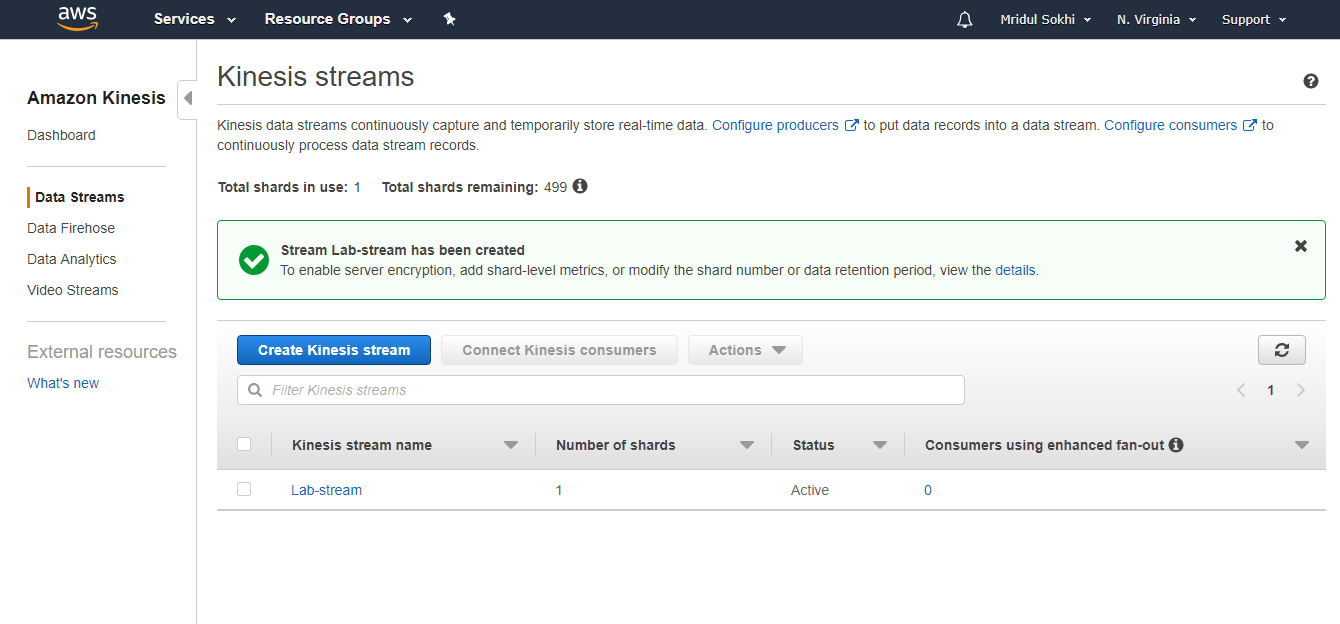 aws Services Resource Groups Mridul Sokhi N. Virginia Support
Amazon Kinesis
Dashboard
Data Streams
Data Firehose
Data Analytics
Video Streams
External resources
What's new
Kinesis streams
Kinesis data streams continuously capture and temporarily store real-time data. Configure producers to put data records into a data stream. Configure consumers to
continuously process data stream records.
Total shards in use: 1 Total shards remaining: 499
Stream Lab-stream has been created
To enable server encryption, add shard-level metrics, or modify the shard number or data retention period, view the details.
Create Kinesis stream Connect Kinesis consumers Actions
Filter Kinesis streams 1
Kinesis stream name Number of shards Status Consumers using enhanced fan-out
Lab-stream 1 Active 0